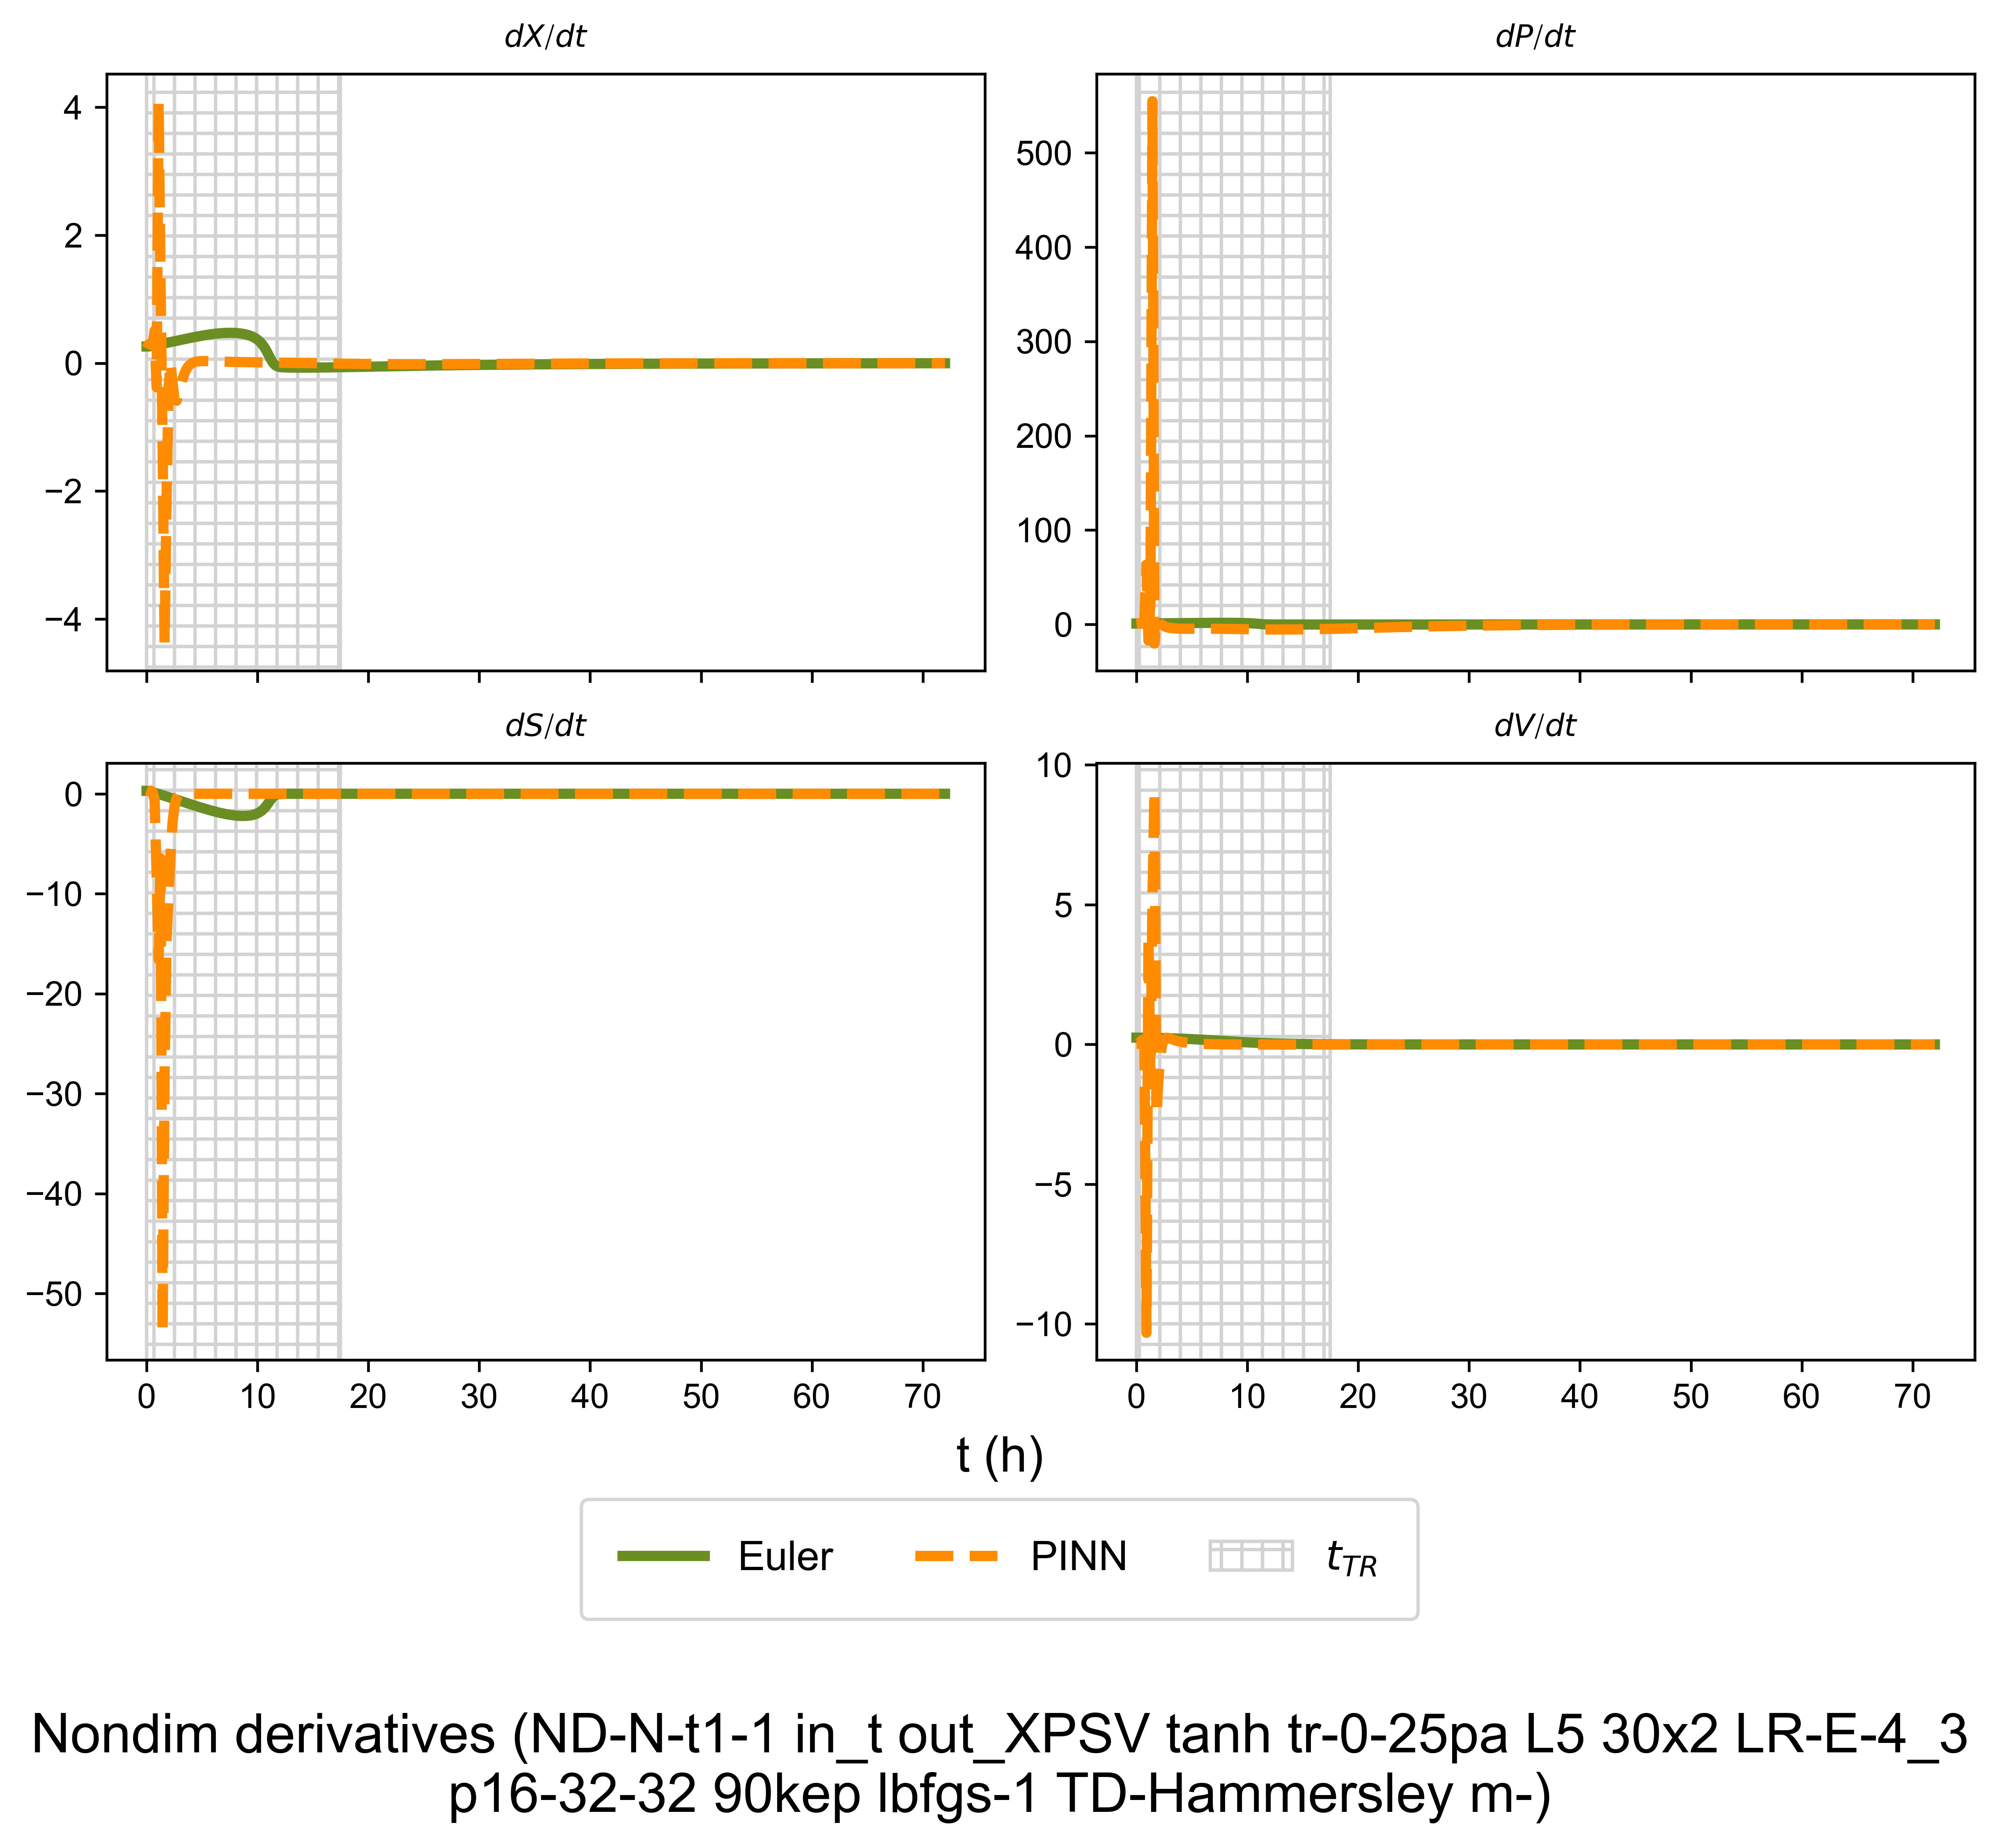 dX/dt
dP/dt
4
2
0
−2
−4
500
400
300
200
100
0
dS/dt
dV/dt
0
−10
−20
−30
−40
−50
10
5
0
−5
−10
0 10 20 30 40 50 60 70
0 10 20 30 40 50 60 70
t (h)
Euler PINN t_TR
Nondim derivatives (ND-N-t1-1 in_t out_XPSV tanh tr-0-25pa L5 30x2 LR-E-4_3
p16-32-32 90kep lbfgs-1 TD-Hammersley m-)